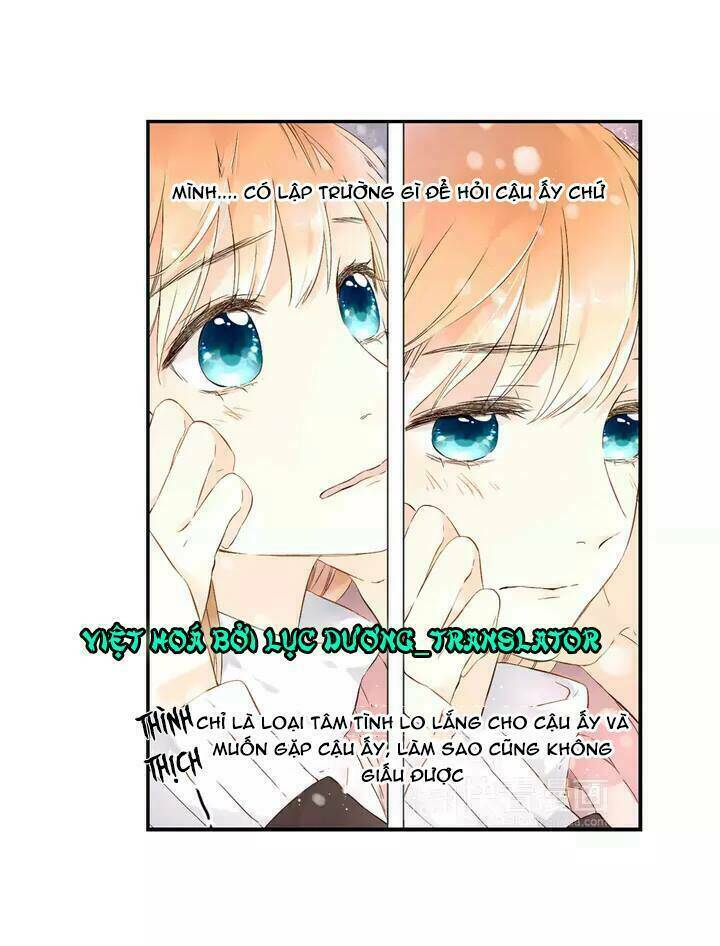 MÌNH.... CÓ LẬP TRƯỜNG GÌ ĐỂ HỎI CẬU ẤY CHỨ
VIỆT HOÁ BỞI LỤC DƯƠNG_TRANSLATOR
THÌNH
THỊCH
CHỈ LÀ LOẠI TÂM TÌNH LO LẮNG CHO CẬU ẤY VÀ
MUỐN GẶP CẬU ẤY, LÀM SAO CŨNG KHÔNG
GIẤU ĐƯỢC
漫画